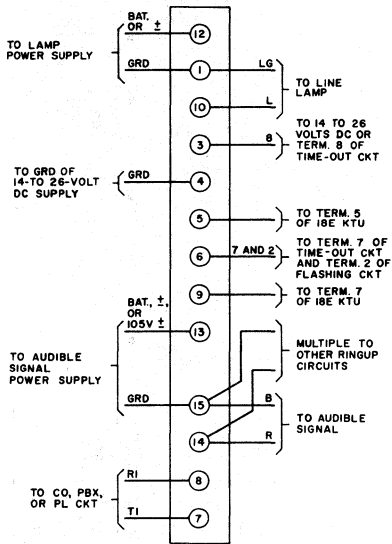 BAT.
OR ±
12
TO LAMP
POWER SUPPLY
GRD
1
LG
TO LINE
LAMP
10
L
3
8
TO 14 TO 26
VOLTS DC OR
TERM. 8 OF
TIME-OUT CKT
TO GRD OF
14-TO 26-VOLT
DC SUPPLY
GRD
4
5
TO TERM. 5
OF 18E KTU
6
7 AND 2
TO TERM. 7 OF
TIME-OUT CKT
AND TERM. 2 OF
FLASHING CKT
9
TO TERM. 7
OF 18E KTU
BAT., ±,
OR
105V ±
13
MULTIPLE TO
OTHER RINGUP
CIRCUITS
TO AUDIBLE
SIGNAL
POWER SUPPLY
GRD
15
B
TO AUDIBLE
SIGNAL
14
R
TO CO, PBX,
OR PL CKT
R1
8
T1
7